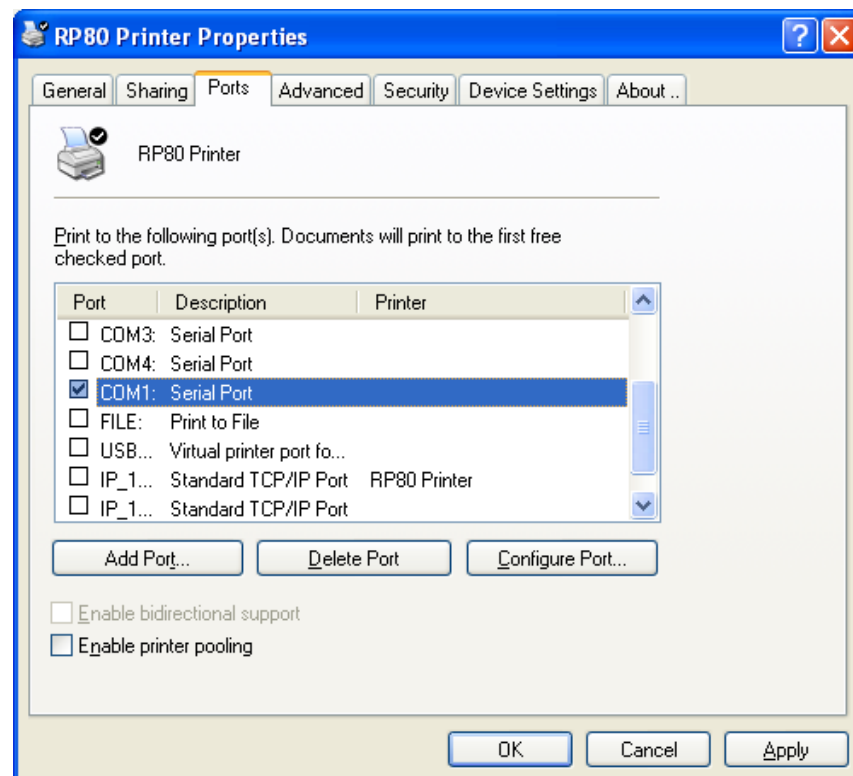 RP80 Printer Properties
General Sharing Ports Advanced Security Device Settings About ..
RP80 Printer
Print to the following port(s). Documents will print to the first free
checked port.
Port Description Printer
COM3: Serial Port
COM4: Serial Port
COM1: Serial Port
FILE: Print to File
USB... Virtual printer port fo...
IP_1... Standard TCP/IP Port RP80 Printer
IP_1... Standard TCP/IP Port
Add Port... Delete Port Configure Port...
Enable bidirectional support
Enable printer pooling
OK Cancel Apply